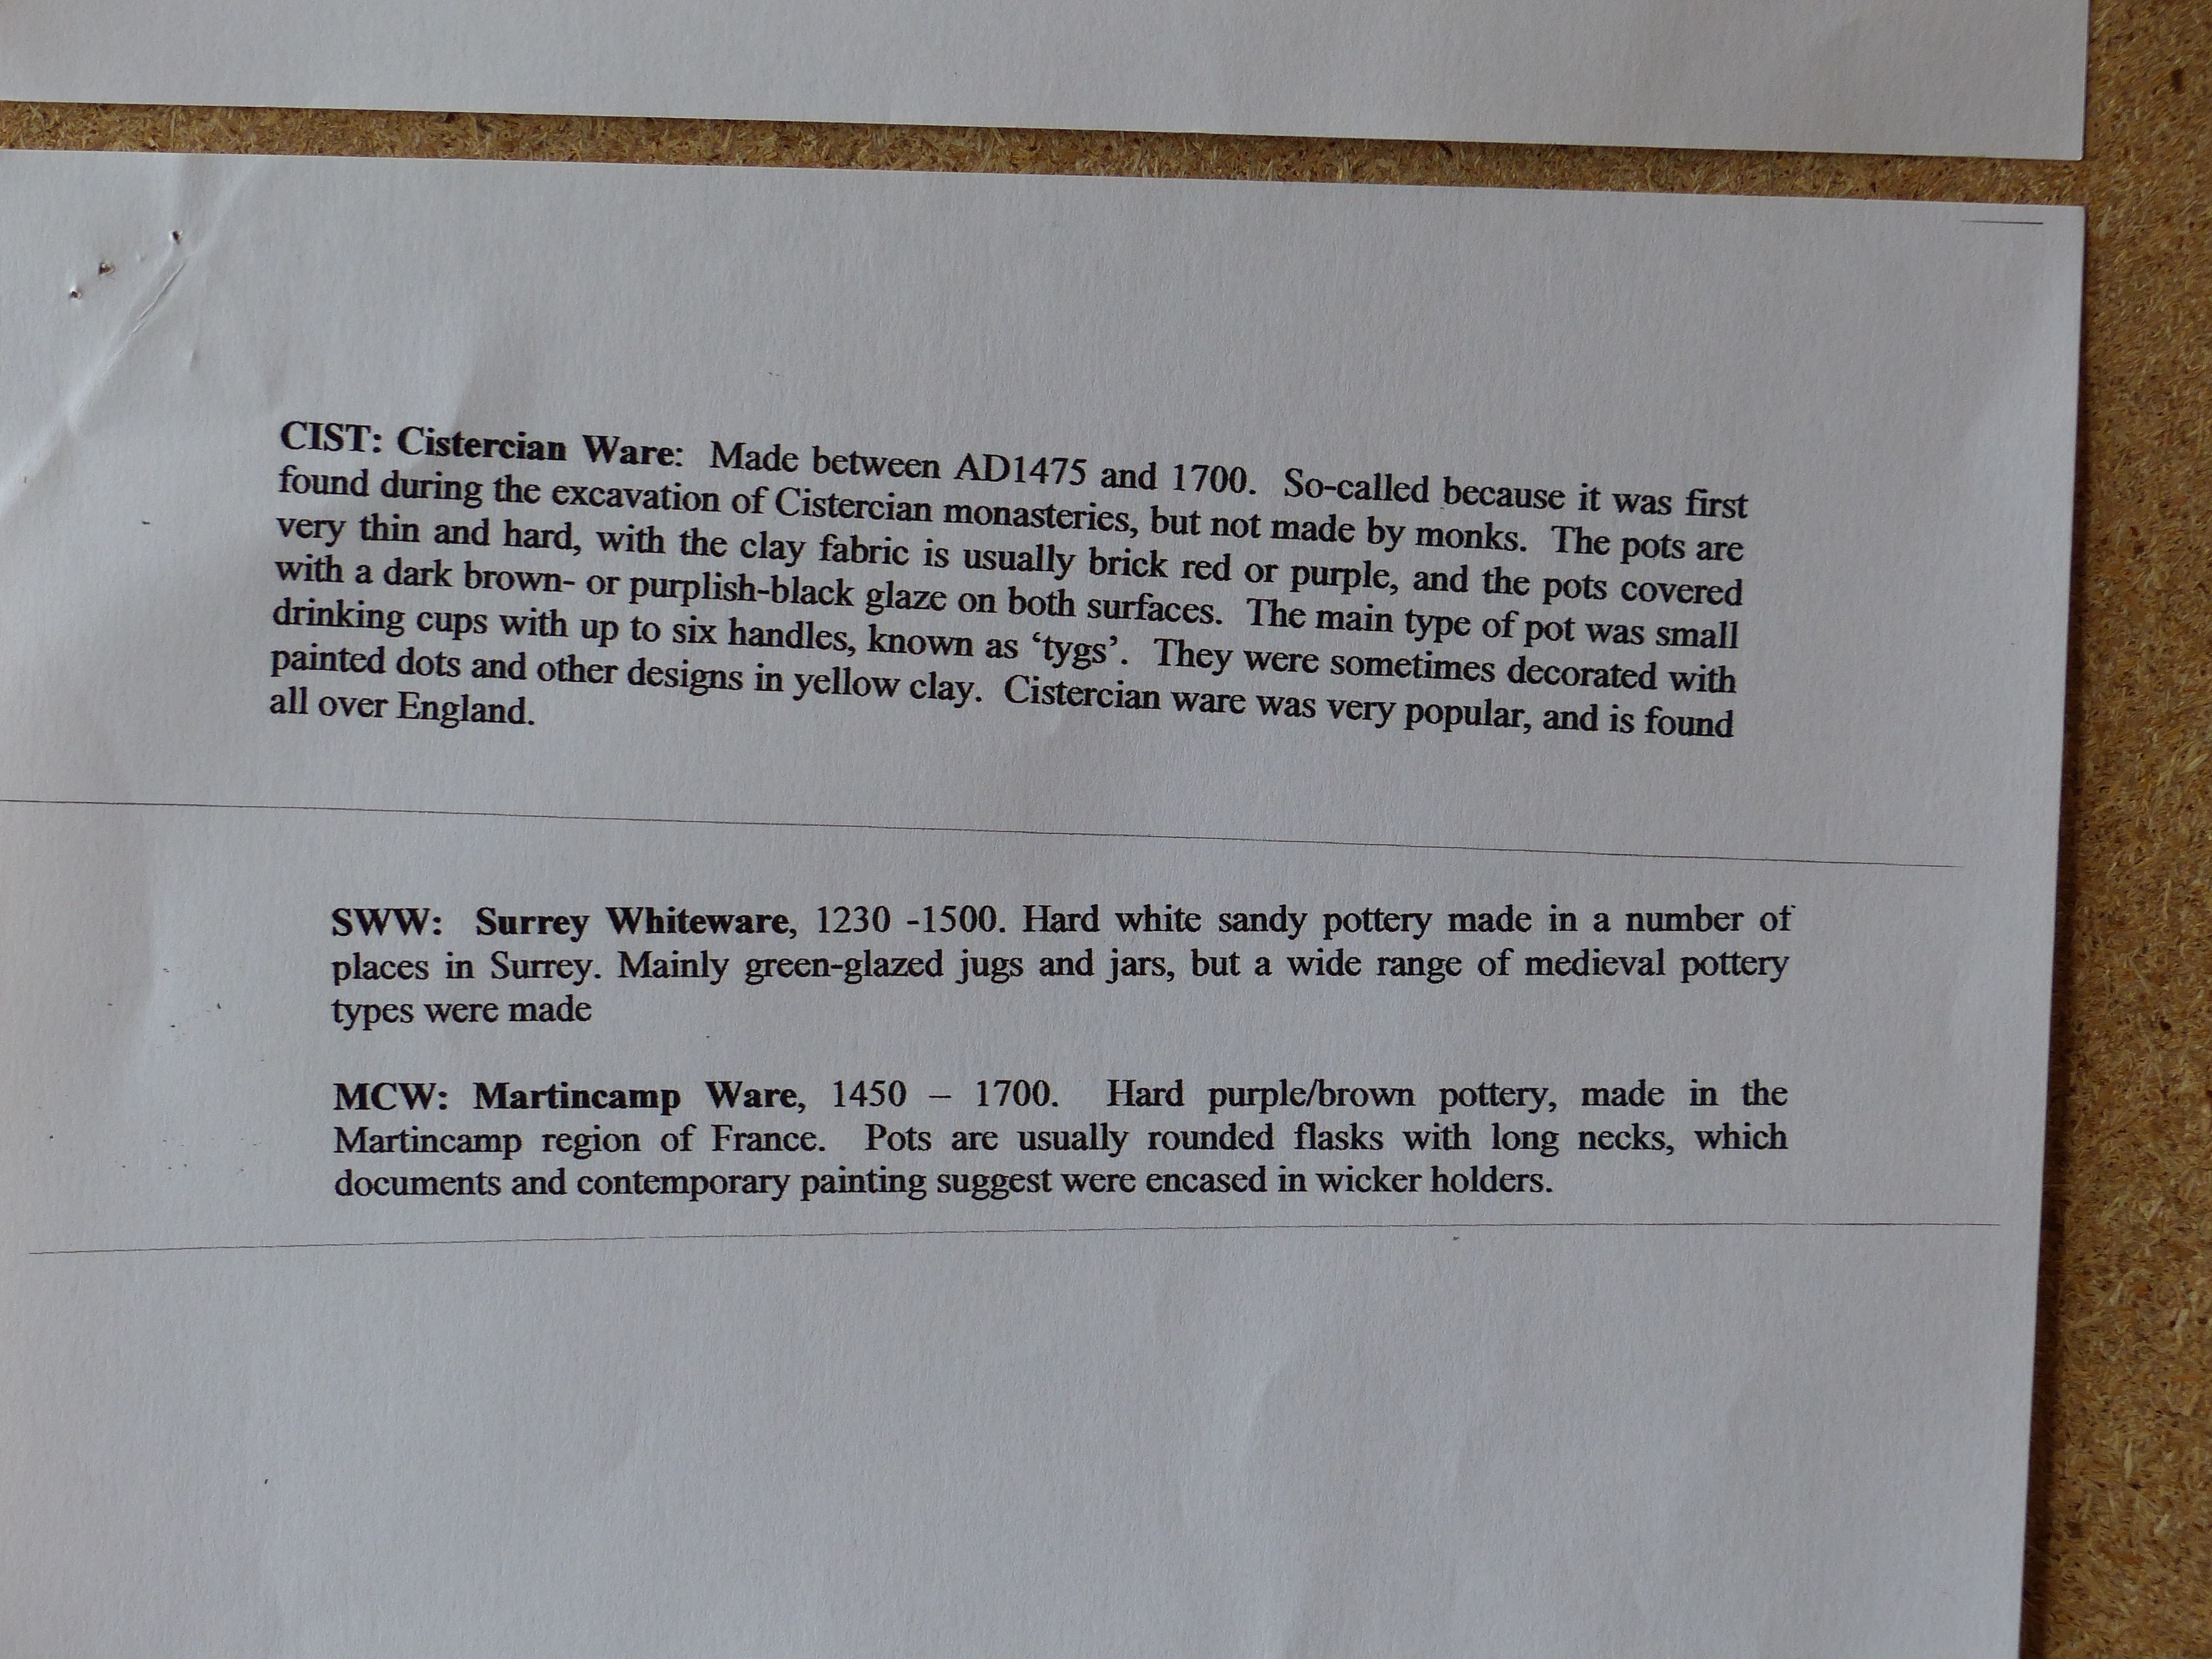 CIST: Cistercian Ware: Made between AD1475 and 1700. So-called because it was first
found during the excavation of Cistercian monasteries, but not made by monks. The pots are
very thin and hard, with the clay fabric is usually brick red or purple, and the pots covered
with a dark brown- or purplish-black glaze on both surfaces. The main type of pot was small
drinking cups with up to six handles, known as ‘tygs’. They were sometimes decorated with
painted dots and other designs in yellow clay. Cistercian ware was very popular, and is found
all over England.
SWW: Surrey Whiteware, 1230 -1500. Hard white sandy pottery made in a number of
places in Surrey. Mainly green-glazed jugs and jars, but a wide range of medieval pottery
types were made
MCW: Martincamp Ware, 1450 – 1700. Hard purple/brown pottery, made in the
Martincamp region of France. Pots are usually rounded flasks with long necks, which
documents and contemporary painting suggest were encased in wicker holders.